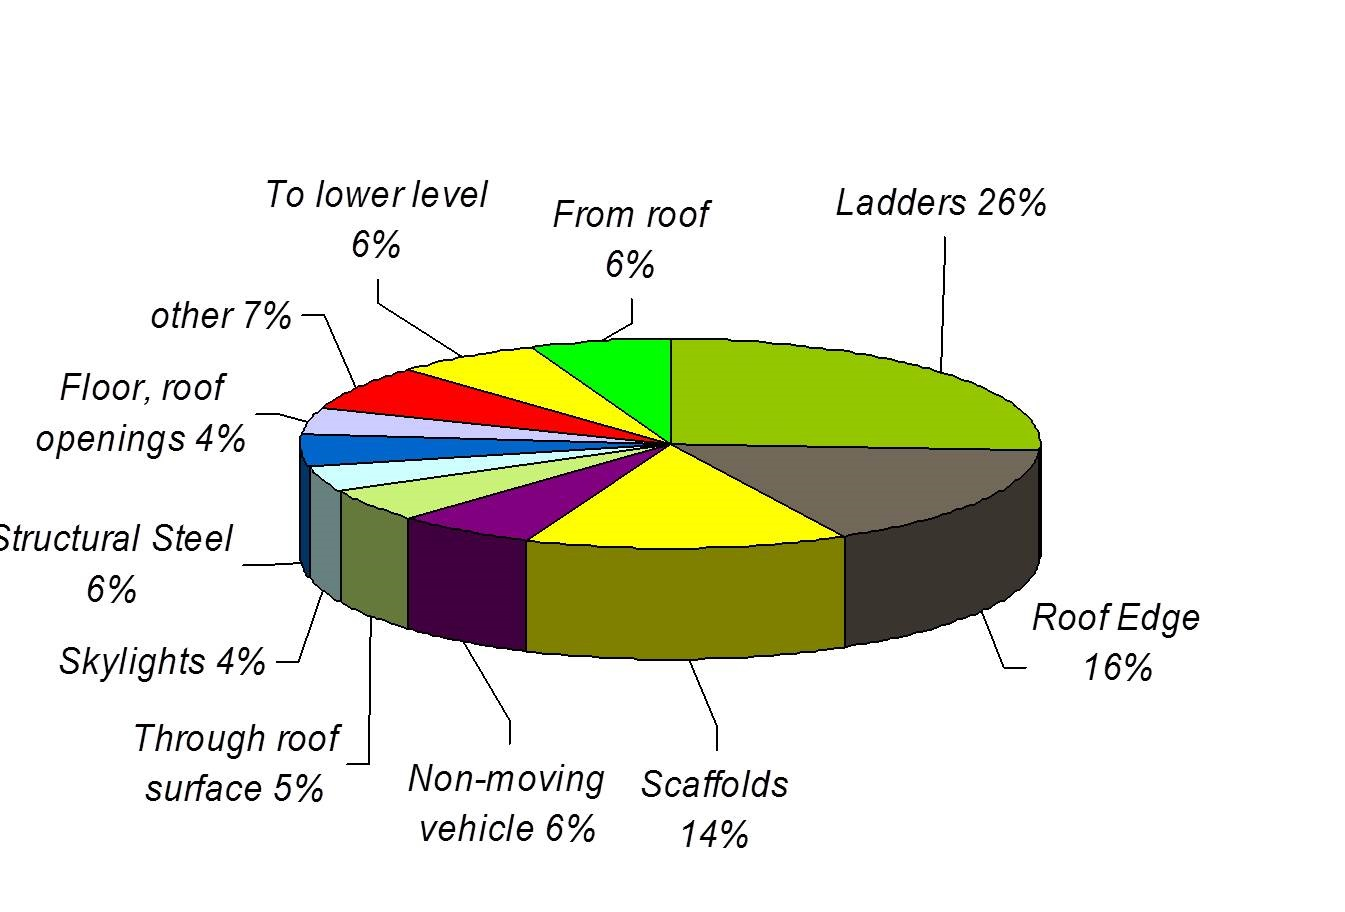 To lower level
6%
From roof
6%
Ladders 26%
other 7%
Floor, roof
openings 4%
Structural Steel
6%
Skylights 4%
Through roof
surface 5%
Non-moving
vehicle 6%
Scaffolds
14%
Roof Edge
16%